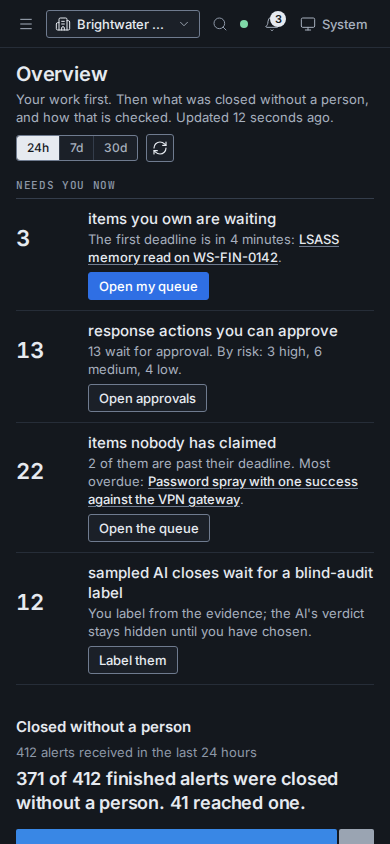 Brightwater ...
3
System
Overview
Your work first. Then what was closed without a person,
and how that is checked. Updated 12 seconds ago.
24h
7d
30d
NEEDS YOU NOW
3
items you own are waiting
The first deadline is in 4 minutes: LSASS
memory read on WS-FIN-0142.
Open my queue
13
response actions you can approve
13 wait for approval. By risk: 3 high, 6
medium, 4 low.
Open approvals
22
items nobody has claimed
2 of them are past their deadline. Most
overdue: Password spray with one success
against the VPN gateway.
Open the queue
12
sampled AI closes wait for a blind-audit
label
You label from the evidence; the AI's verdict
stays hidden until you have chosen.
Label them
Closed without a person
412 alerts received in the last 24 hours
371 of 412 finished alerts were closed
without a person. 41 reached one.